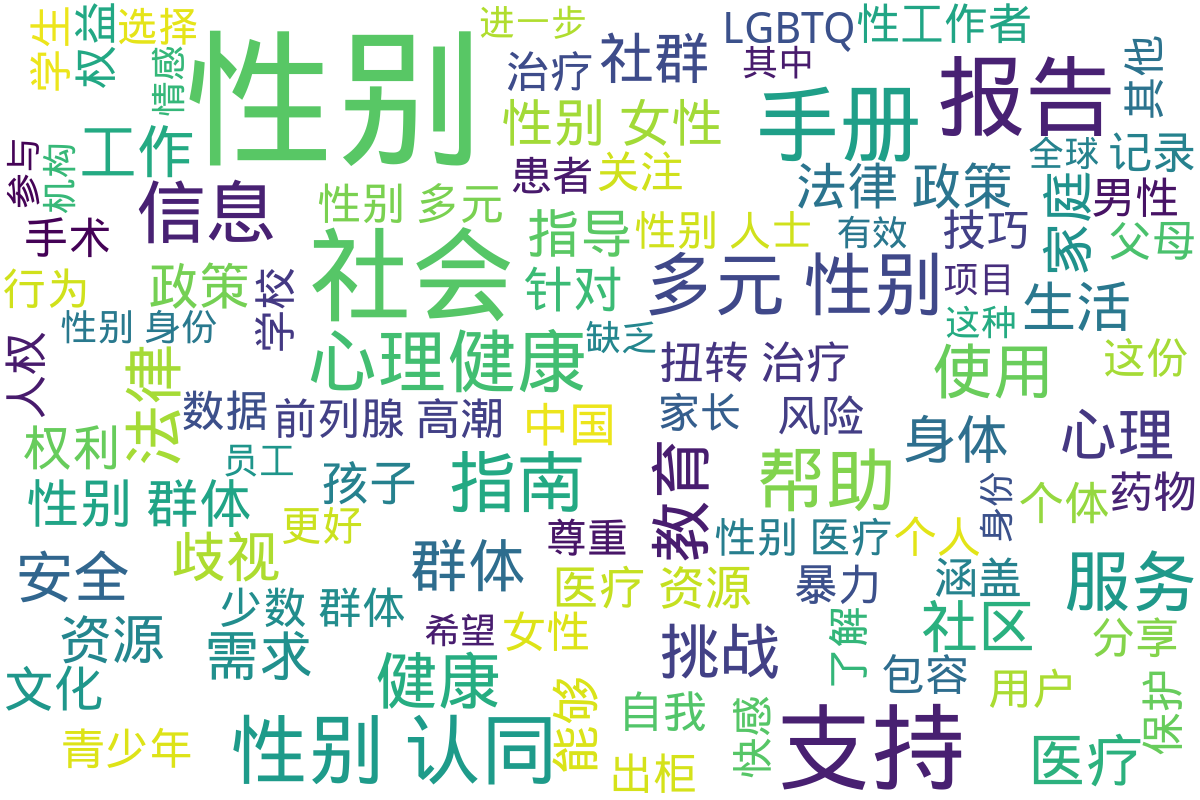 学生
权益
选择
情感
性别
进一步
治疗
社群
LGBTQ
性工作者
其中
其他
参与
机构
工作
信息
性别 女性
手册
报告
患者
关注
全球
记录
手术
性别 多元
社会
指导
性别 人士
法律 政策
有效
技巧
家庭
男性
父母
行为
政策
学校
针对
多元 性别
项目
生活
性别 身份
人权
法律
心理健康
缺乏
扭转 治疗
这种
使用
这份
数据
前列腺 高潮
中国
家长
风险
身体
心理
权利
员工
孩子
指南
教育
帮助
身份
个体
药物
性别 群体
更好
尊重
性别 医疗
个人
安全
歧视
群体
医疗 资源
暴力
涵盖
服务
少数 群体
希望
女性
资源
需求
挑战
了解
社区
分享
文化
健康
能够
自我
包容
用户
保护
青少年
性别 认同
出柜
快感
支持
医疗